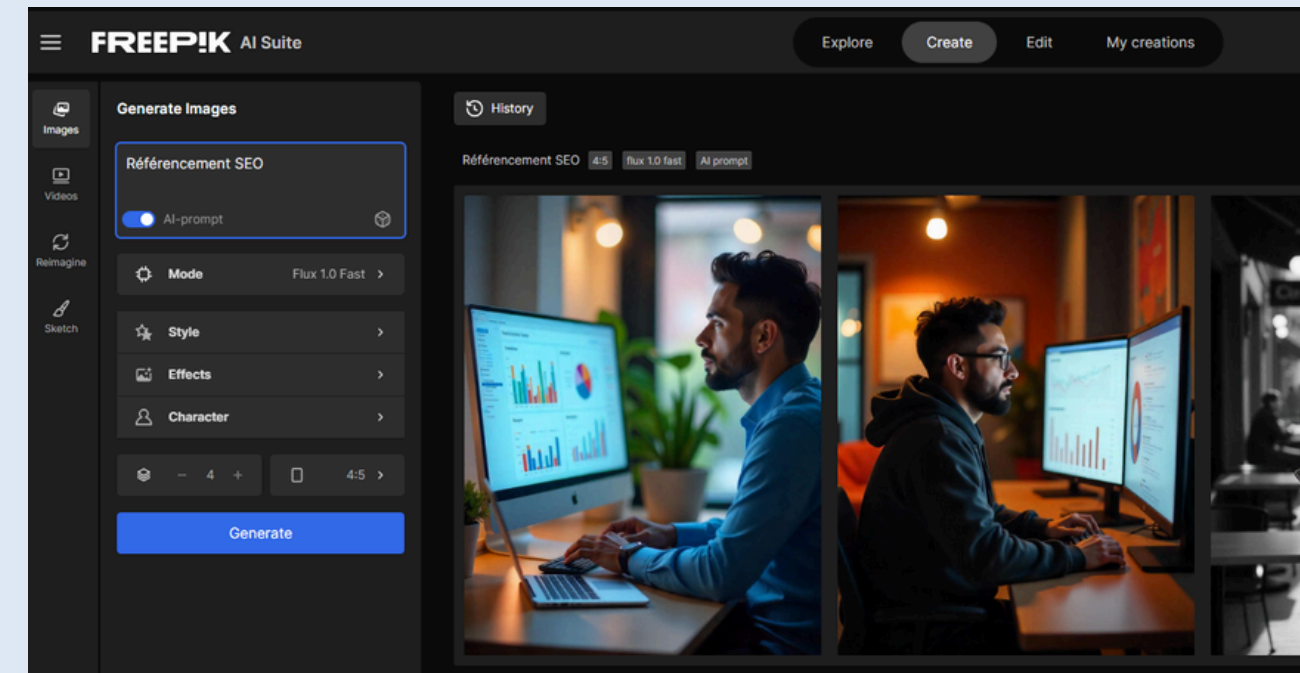 FREEP!K AI Suite
Explore
Create
Edit
My creations
Images
Videos
Reimagine
Sketch
Generate Images
Référencement SEO
AI-prompt
Mode
Flux 1.0 Fast
Style
Effects
Character
4
4:5
Generate
History
Référencement SEO 4:5 flux 1.0 fast AI prompt